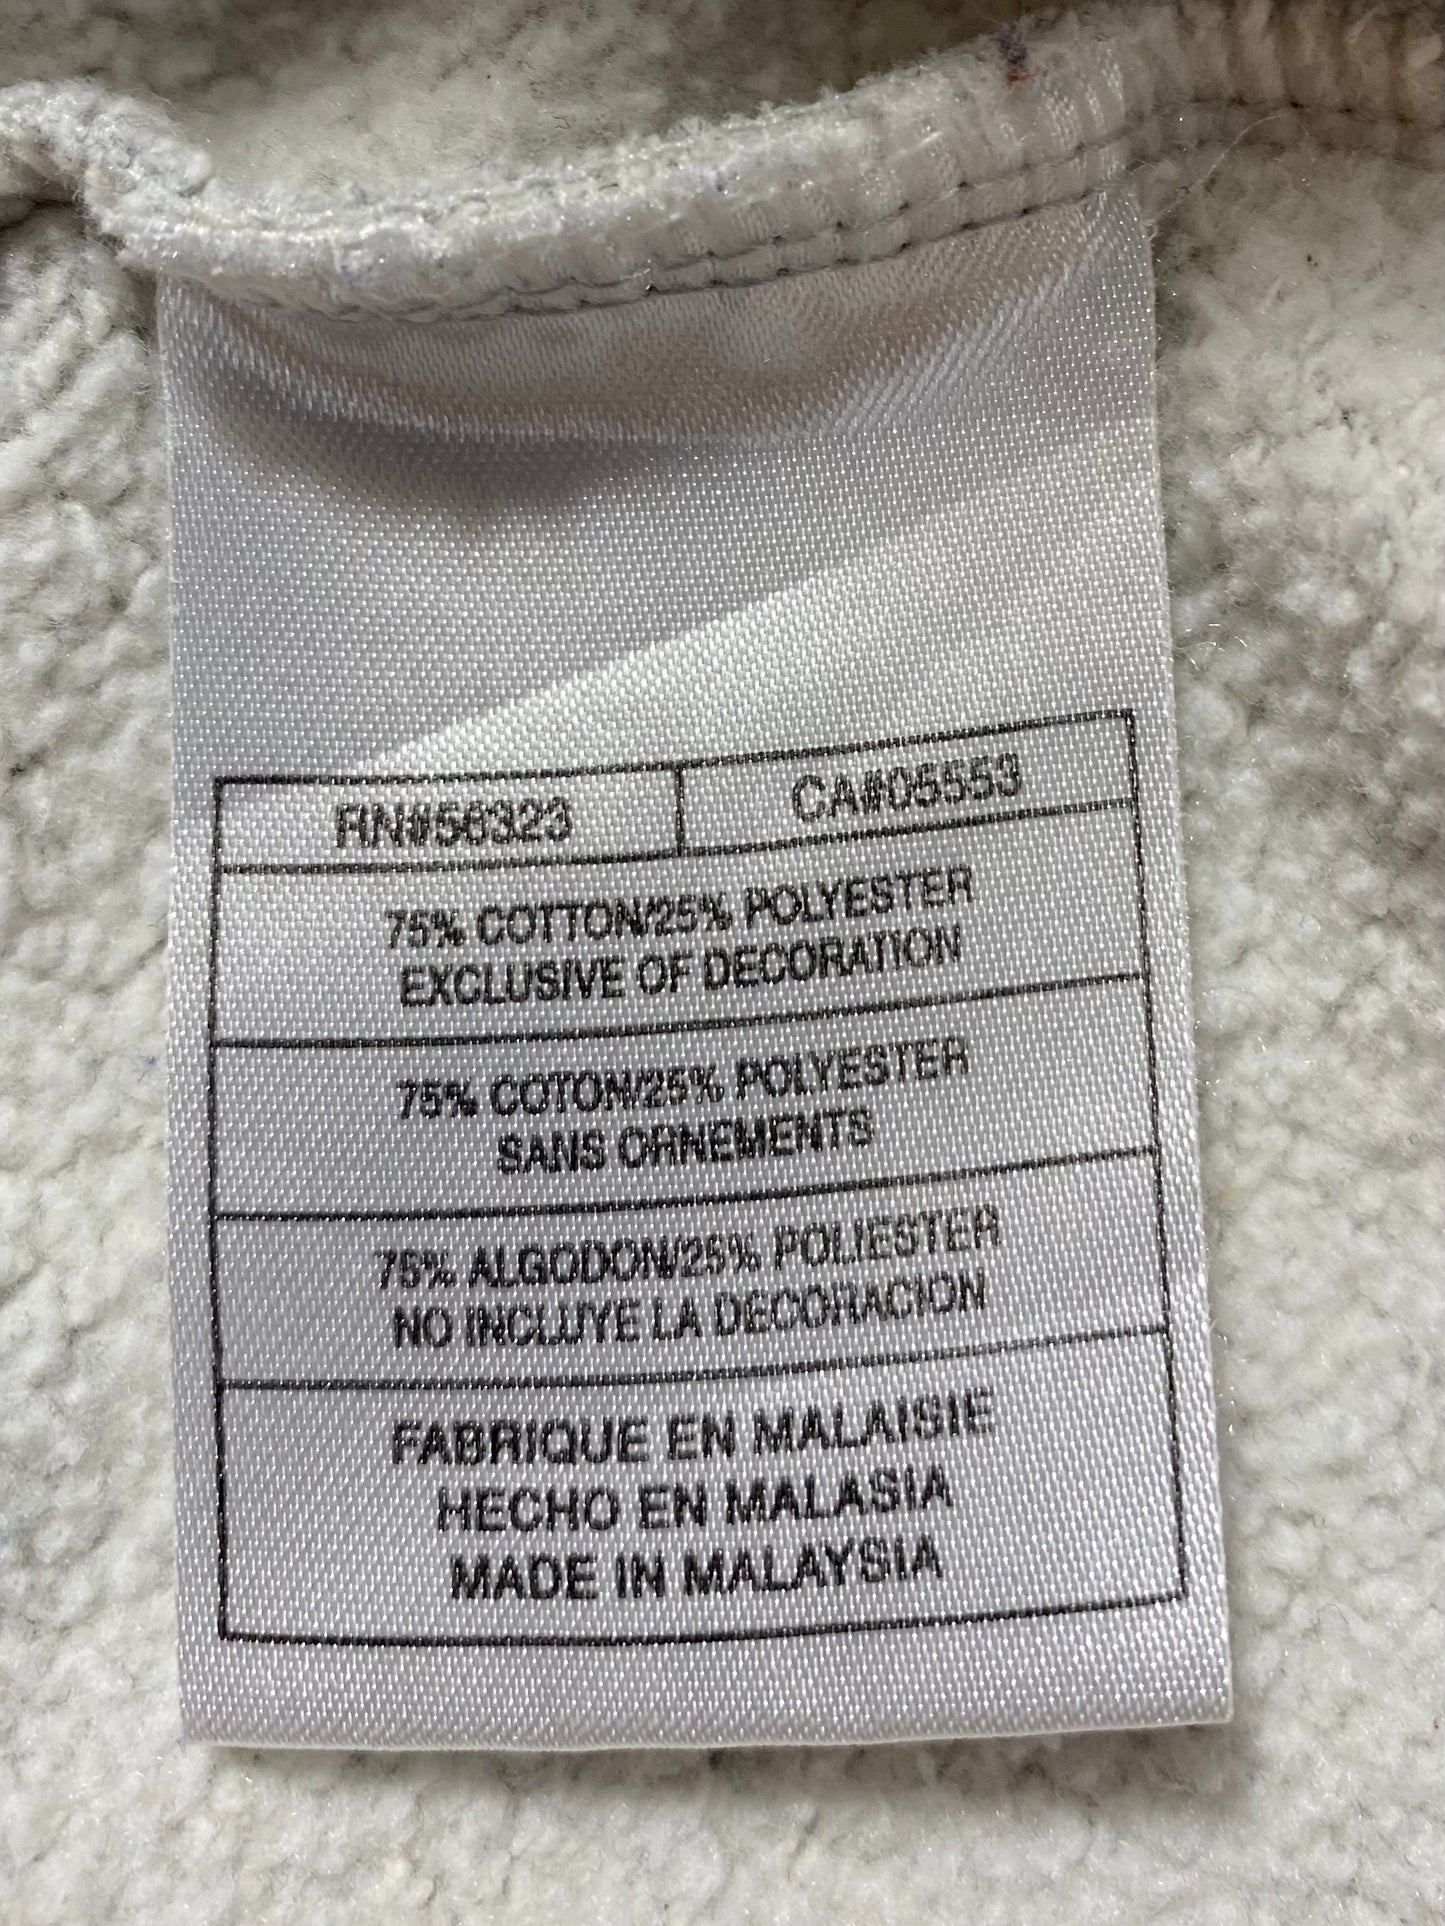 RN#56323 CA#05553
75% COTTON/25% POLYESTER
EXCLUSIVE OF DECORATION
75% COTON/25% POLYESTER
SANS ORNEMENTS
75% ALGODON/25% POLIESTER
NO INCLUYE LA DECORACION
FABRIQUE EN MALAISIE
HECHO EN MALASIA
MADE IN MALAYSIA